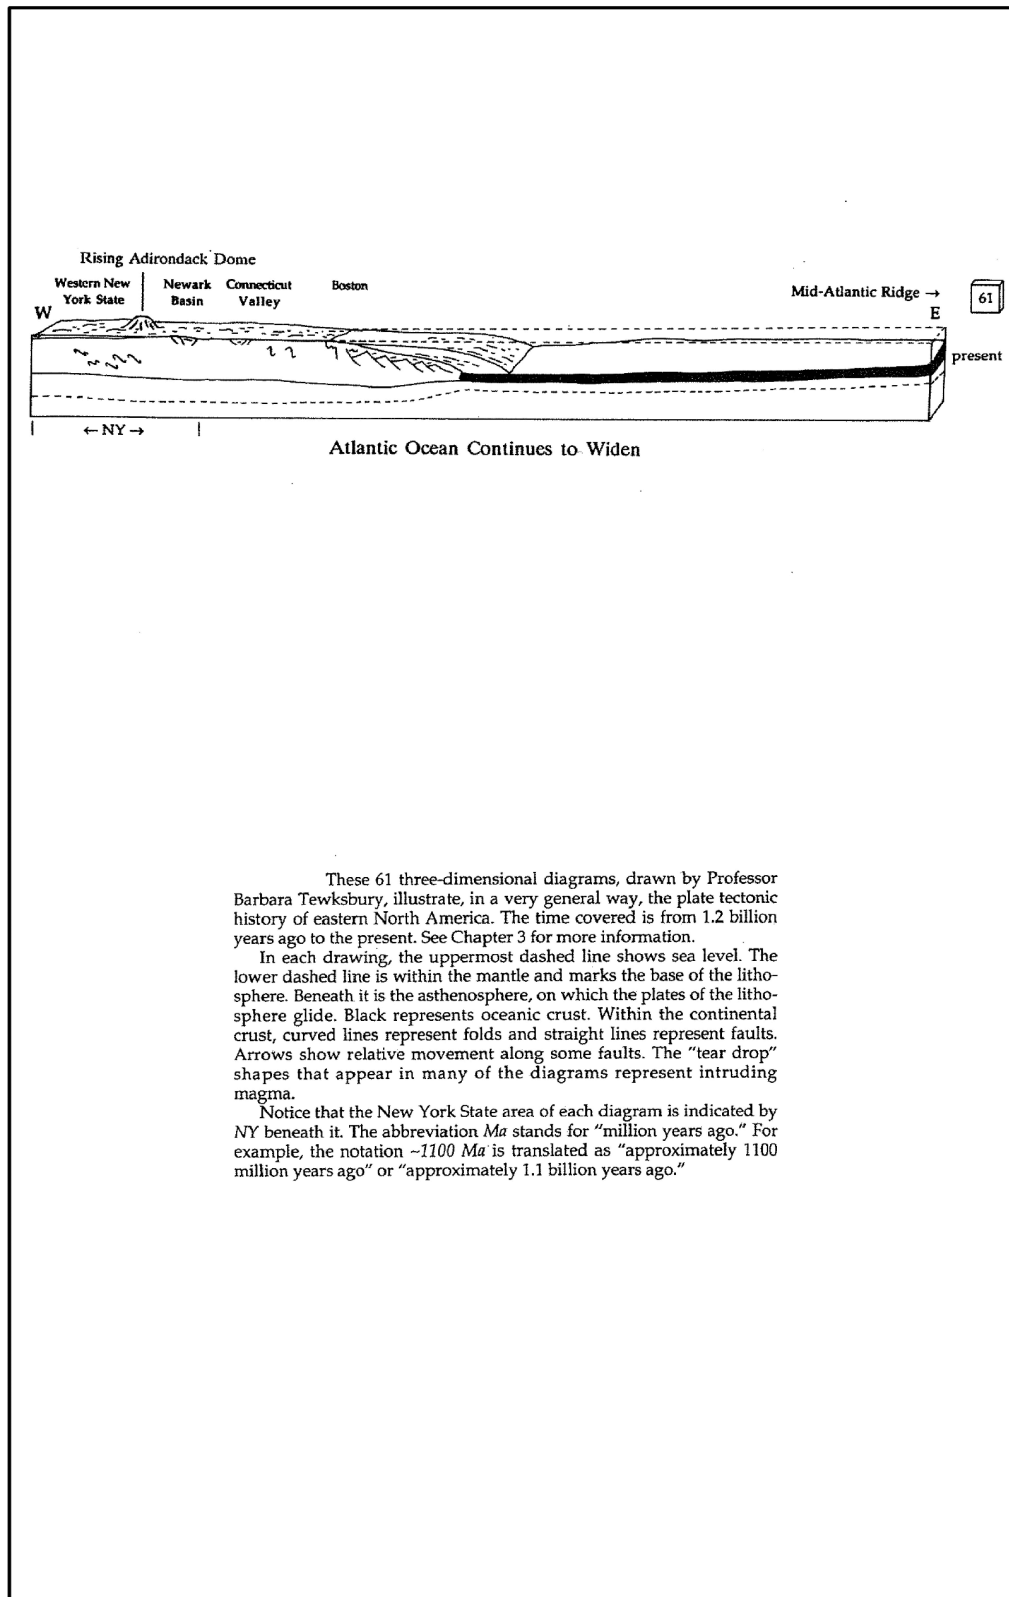 Rising Adirondack Dome
Western New York State
Newark Basin
Connecticut Valley
Boston
Mid-Atlantic Ridge →
61
W
E
present
← NY →
Atlantic Ocean Continues to Widen
These 61 three-dimensional diagrams, drawn by Professor
Barbara Tewksbury, illustrate, in a very general way, the plate tectonic
history of eastern North America. The time covered is from 1.2 billion
years ago to the present. See Chapter 3 for more information.
In each drawing, the uppermost dashed line shows sea level. The
lower dashed line is within the mantle and marks the base of the litho-
sphere. Beneath it is the asthenosphere, on which the plates of the litho-
sphere glide. Black represents oceanic crust. Within the continental
crust, curved lines represent folds and straight lines represent faults.
Arrows show relative movement along some faults. The "tear drop"
shapes that appear in many of the diagrams represent intruding
magma.
Notice that the New York State area of each diagram is indicated by
NY beneath it. The abbreviation Ma stands for "million years ago." For
example, the notation ~1100 Ma is translated as "approximately 1100
million years ago" or "approximately 1.1 billion years ago."